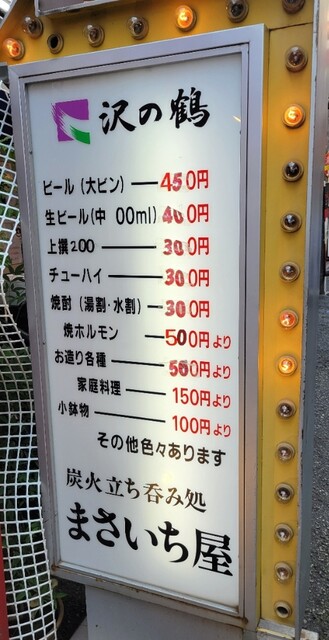 沢の鶴
ビール（大ビン）450円
生ビール（中 00ml）400円
上撰200 300円
チューハイ 300円
焼酎（湯割・水割）300円
焼ホルモン 500円より
お造り各種 500円より
家庭料理 150円より
小鉢物 100円より
その他色々あります
炭火立ち呑み処
まさいち屋